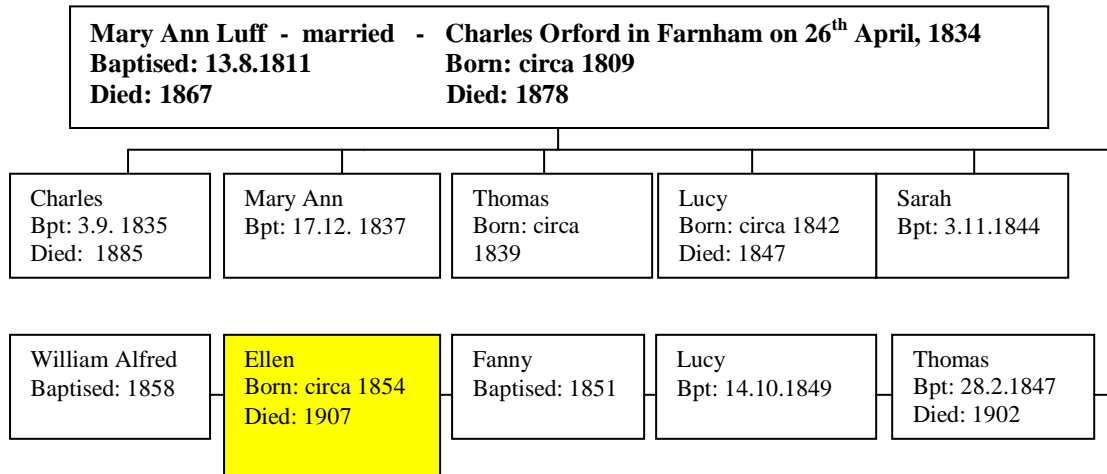 Mary Ann Luff - married - Charles Orford in Farnham on 26th April, 1834
Baptised: 13.8.1811 Born: circa 1809
Died: 1867 Died: 1878
Charles
Bpt: 3.9. 1835
Died: 1885
Mary Ann
Bpt: 17.12. 1837
Thomas
Born: circa
1839
Lucy
Born: circa 1842
Died: 1847
Sarah
Bpt: 3.11.1844
William Alfred
Baptised: 1858
Ellen
Born: circa 1854
Died: 1907
Fanny
Baptised: 1851
Lucy
Bpt: 14.10.1849
Thomas
Bpt: 28.2.1847
Died: 1902